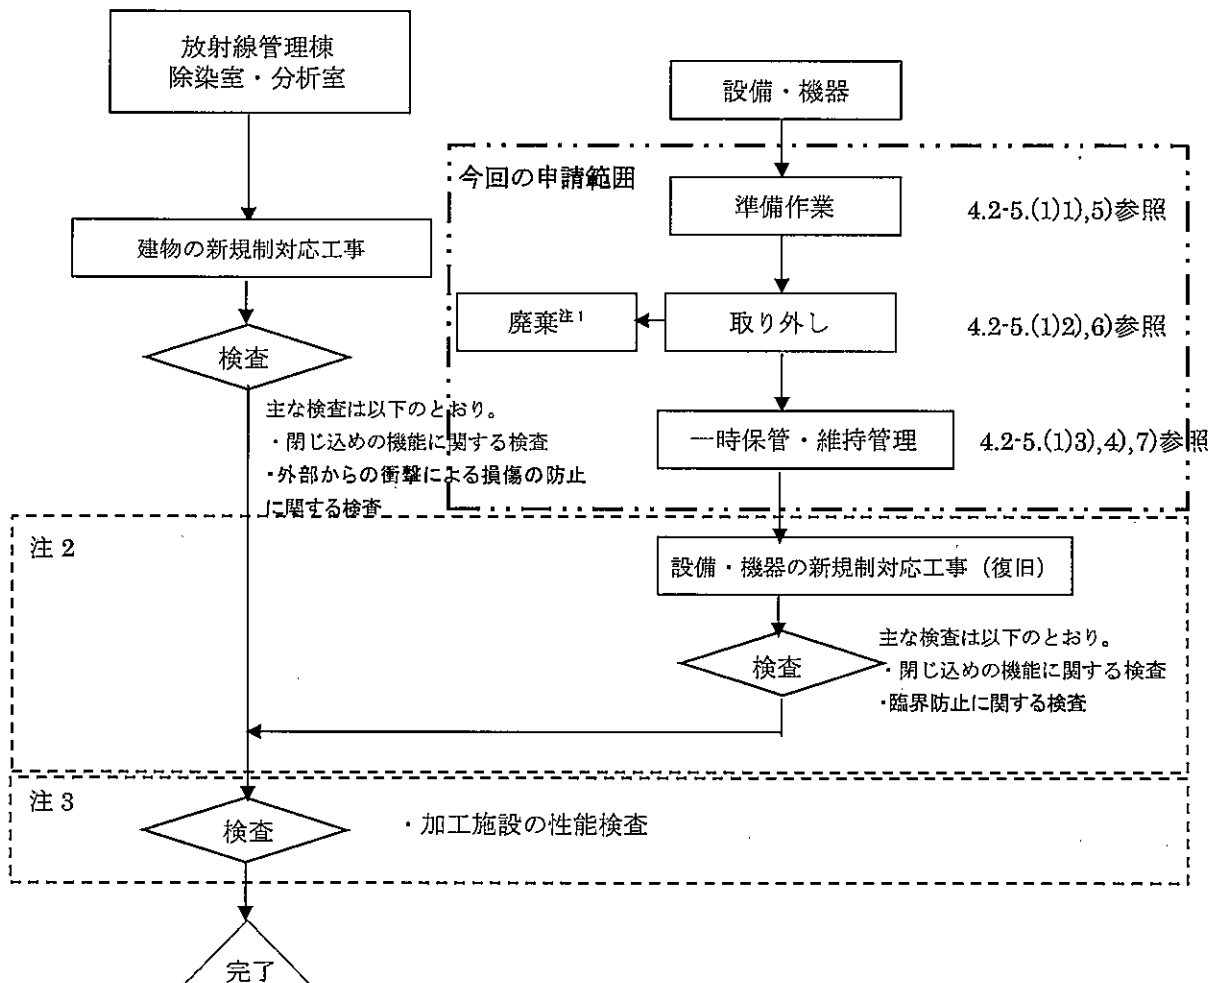 放射線管理棟
除染室・分析室
設備・機器
今回の申請範囲
準備作業
4.2-5.(1)1),5)参照
建物の新規制対応工事
廃棄注1
取り外し
4.2-5.(1)2),6)参照
検査
主な検査は以下のとおり。
・閉じ込めの機能に関する検査
・外部からの衝撃による損傷の防止
に関する検査
一時保管・維持管理
4.2-5.(1)3),4),7)参照
注2
設備・機器の新規制対応工事（復旧）
検査
主な検査は以下のとおり。
・閉じ込めの機能に関する検査
・臨界防止に関する検査
注3
検査
・加工施設の性能検査
完了